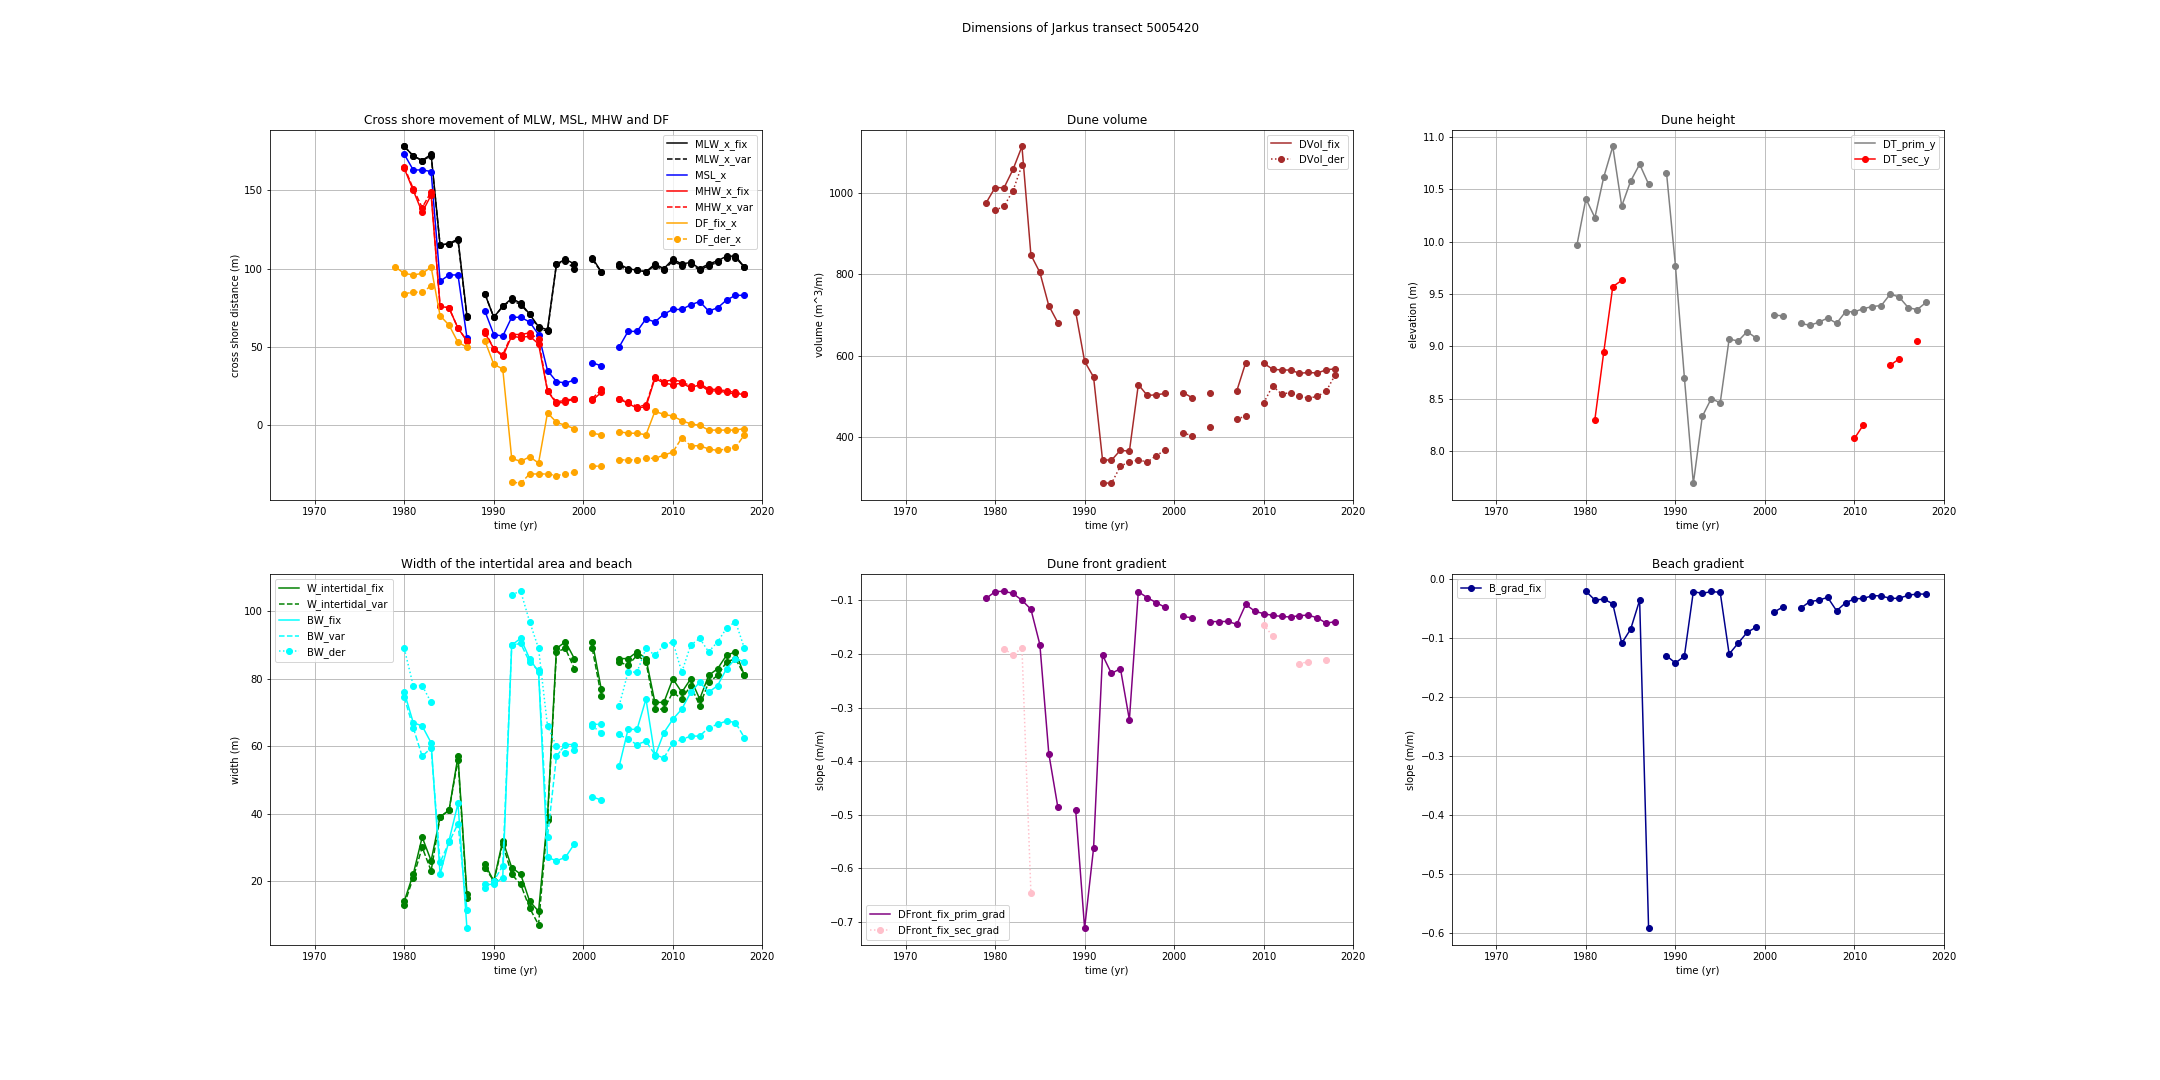 Dimensions of Jarkus transect 5005420
Cross shore movement of MLW, MSL, MHW and DF
cross shore distance (m)
150
100
50
0
MLW_x_fix
MLW_x_var
MSL_x
MHW_x_fix
MHW_x_var
DF_fix_x
DF_der_x
1970 1980 1990 2000 2010 2020
time (yr)
Dune volume
volume (m^3/m)
1000
800
600
400
DVol_fix
DVol_der
1970 1980 1990 2000 2010 2020
time (yr)
Dune height
elevation (m)
11.0
10.5
10.0
9.5
9.0
8.5
8.0
DT_prim_y
DT_sec_y
1970 1980 1990 2000 2010 2020
time (yr)
Width of the intertidal area and beach
width (m)
100
80
60
40
20
W_intertidal_fix
W_intertidal_var
BW_fix
BW_var
BW_der
1970 1980 1990 2000 2010 2020
time (yr)
Dune front gradient
slope (m/m)
−0.1
−0.2
−0.3
−0.4
−0.5
−0.6
−0.7
DFront_fix_prim_grad
DFront_fix_sec_grad
1970 1980 1990 2000 2010 2020
time (yr)
Beach gradient
slope (m/m)
0.0
−0.1
−0.2
−0.3
−0.4
−0.5
−0.6
B_grad_fix
1970 1980 1990 2000 2010 2020
time (yr)